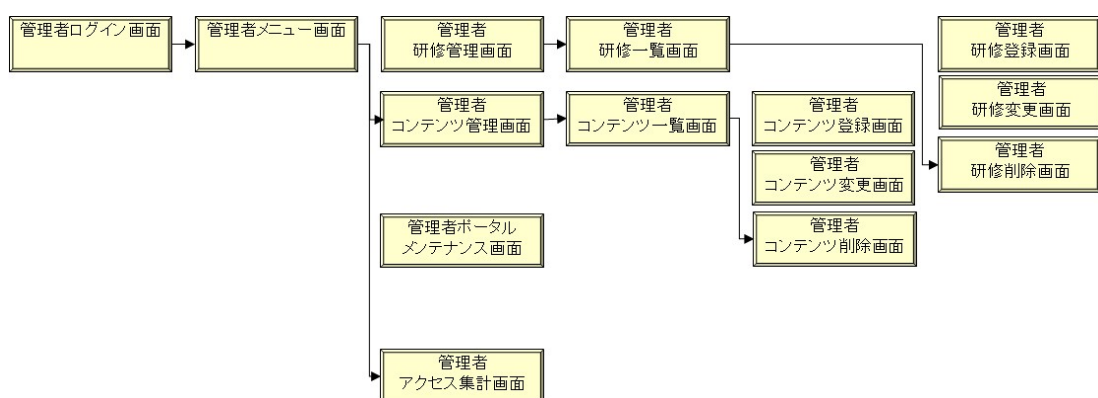 管理者ログイン画面
管理者メニュー画面
管理者
研修管理画面
管理者
研修一覧画面
管理者
研修登録画面
管理者
研修変更画面
管理者
コンテンツ管理画面
管理者
コンテンツ一覧画面
管理者
コンテンツ登録画面
管理者
研修削除画面
管理者
コンテンツ変更画面
管理者ポータル
メンテナンス画面
管理者
コンテンツ削除画面
管理者
アクセス集計画面